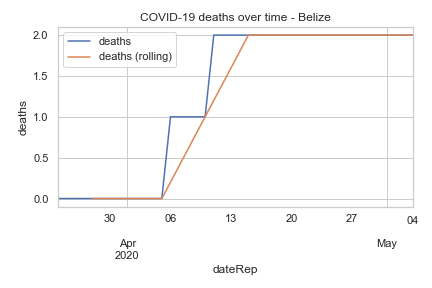 COVID-19 deaths over time - Belize
deaths
deaths (rolling)
2.0
1.5
1.0
0.5
0.0
deaths
30
06
13
20
27
04
Apr
2020
May
dateRep